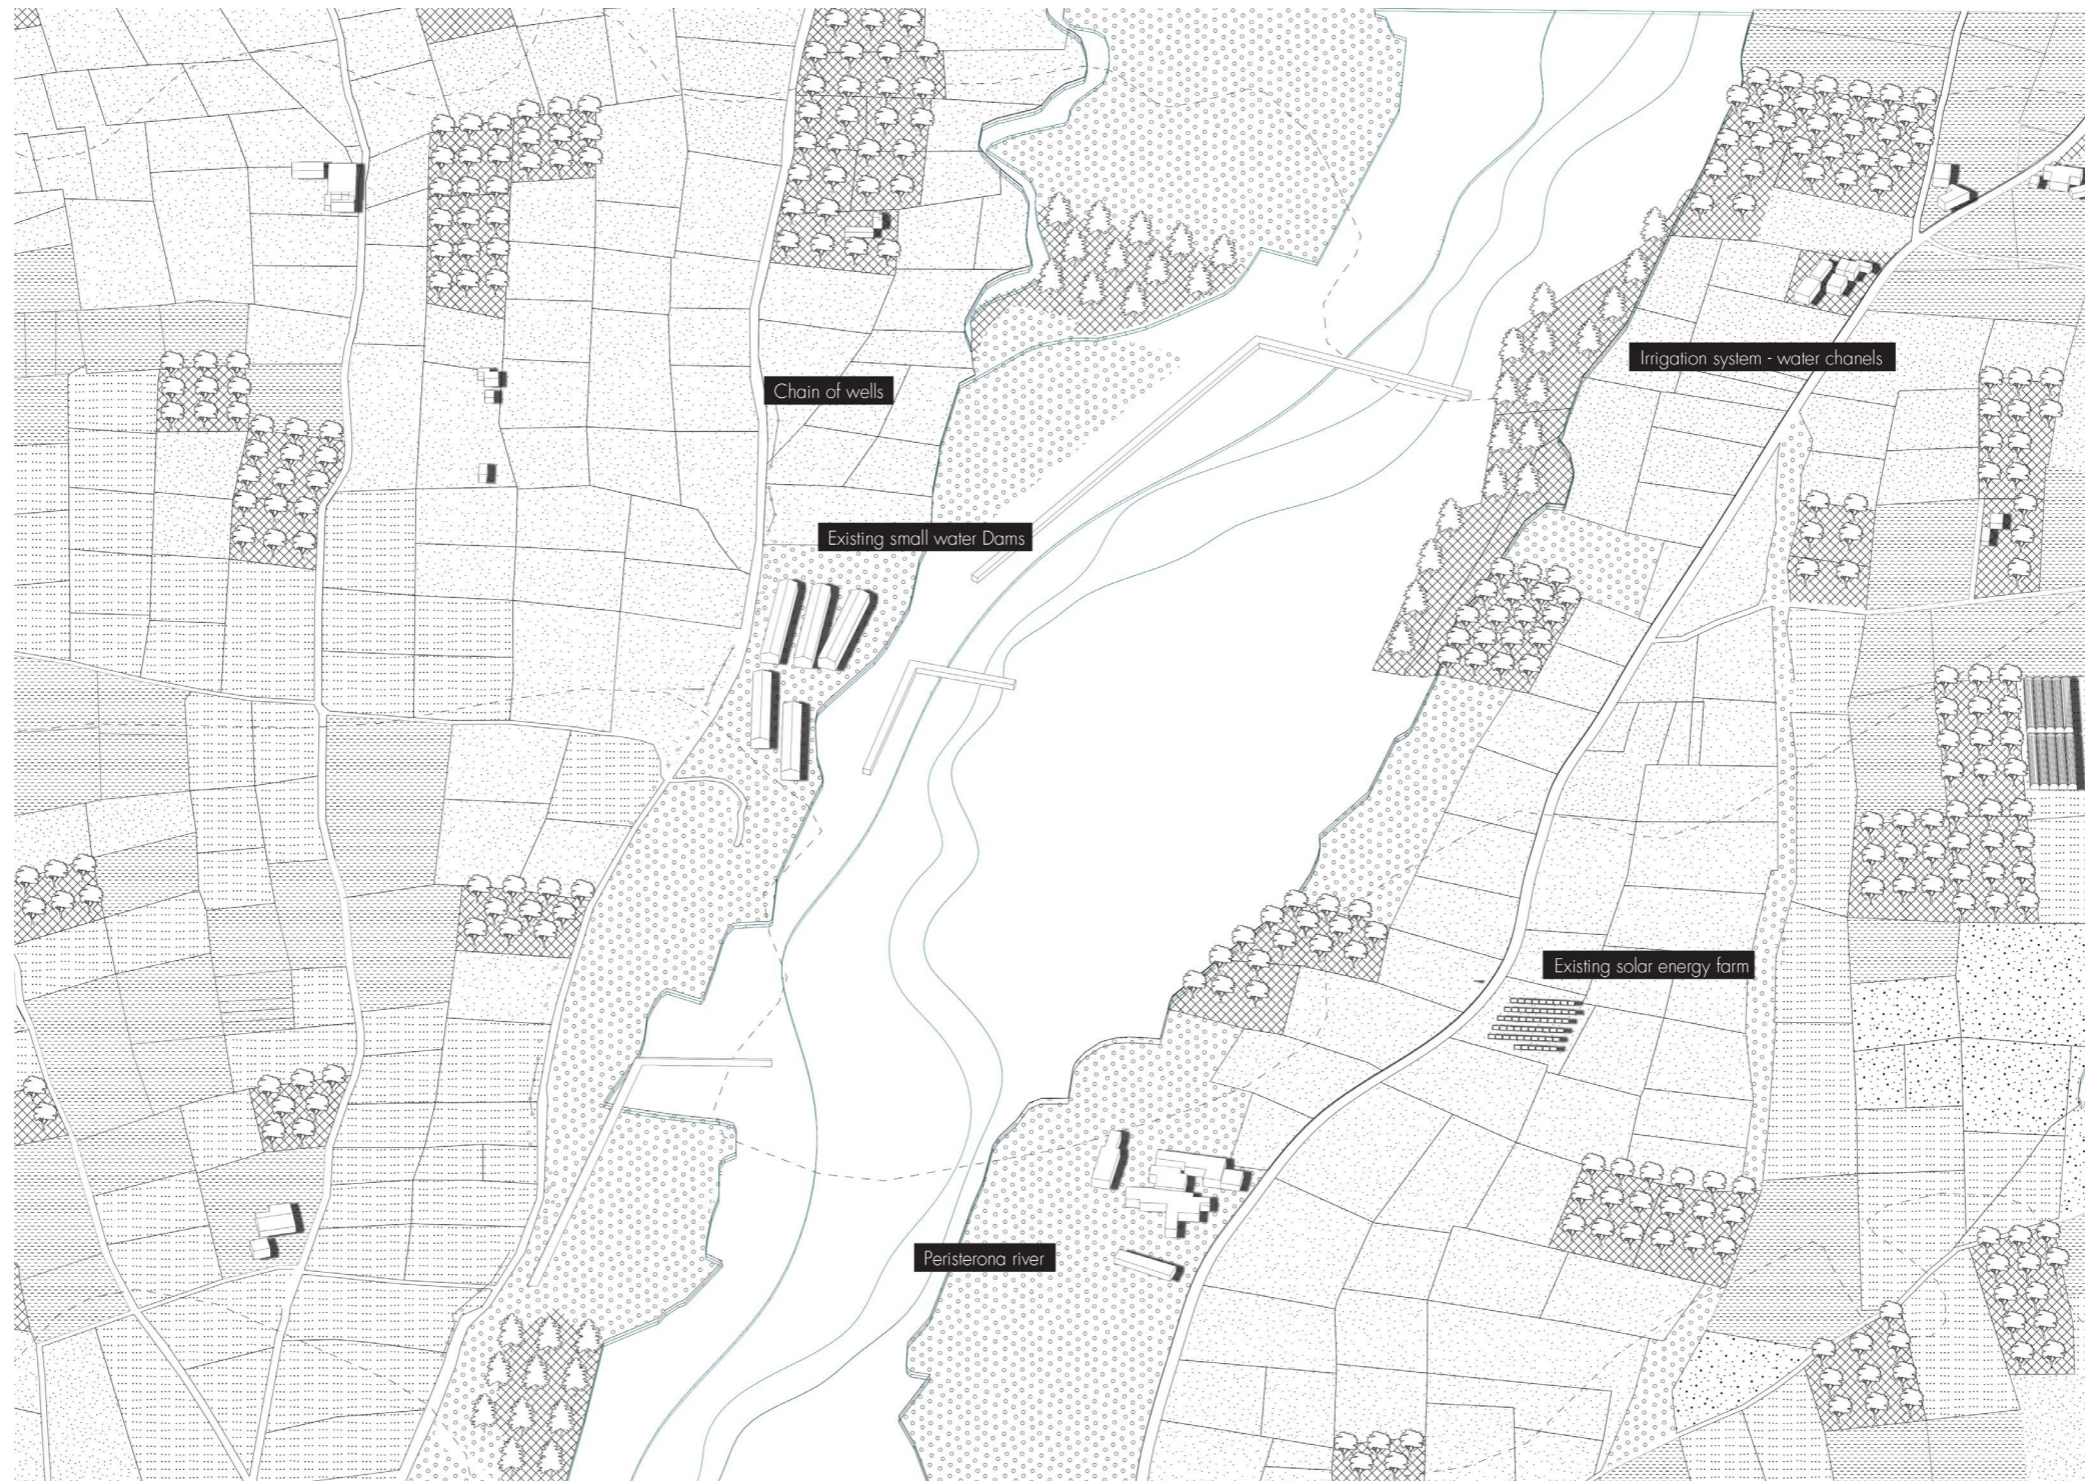 Irrigation system - water chanels
Chain of wells
Existing small water Dams
Existing solar energy farm
Peristerona river